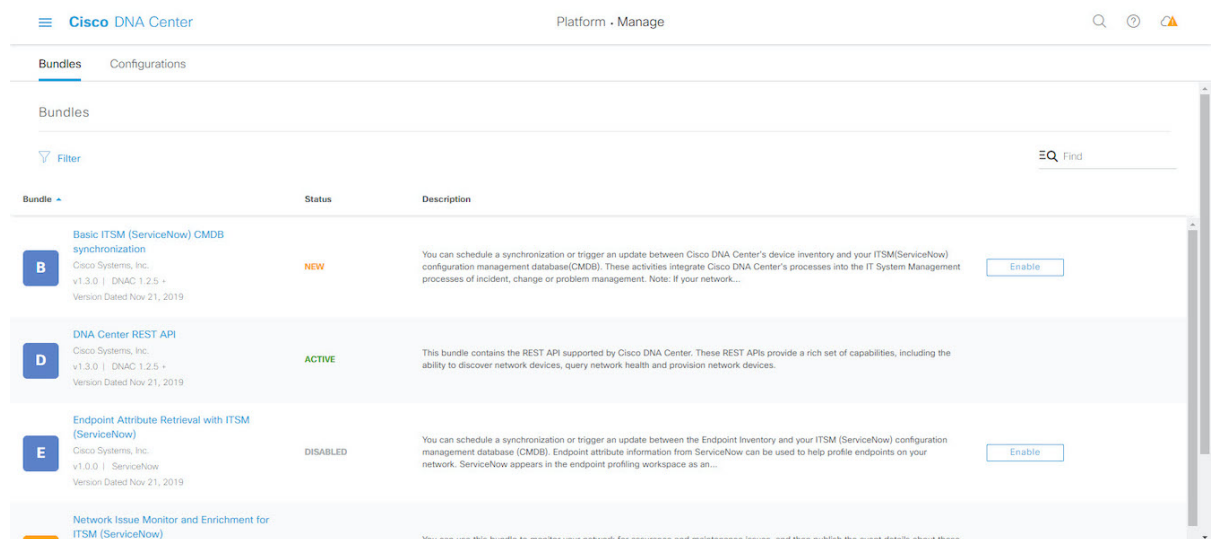 Cisco DNA Center
Platform • Manage
Bundles Configurations
Bundles
Filter
Find
Bundle Status Description
B
Basic ITSM (ServiceNow) CMDB
synchronization
Cisco Systems, Inc.
v1.3.0 | DNAC 1.2.5 +
Version Dated Nov 21, 2019
NEW
You can schedule a synchronization or trigger an update between Cisco DNA Center's device inventory and your ITSM(ServiceNow)
configuration management database(CMDB). These activities integrate Cisco DNA Center's processes into the IT System Management
processes of incident, change or problem management. Note: If your network...
Enable
D
DNA Center REST API
Cisco Systems, Inc.
v1.3.0 | DNAC 1.2.5 +
Version Dated Nov 21, 2019
ACTIVE
This bundle contains the REST API supported by Cisco DNA Center. These REST APIs provide a rich set of capabilities, including the
ability to discover network devices, query network health and provision network devices.
E
Endpoint Attribute Retrieval with ITSM
(ServiceNow)
Cisco Systems, Inc.
v1.0.0 | ServiceNow
Version Dated Nov 21, 2019
DISABLED
You can schedule a synchronization or trigger an update between the Endpoint Inventory and your ITSM (ServiceNow) configuration
management database (CMDB). Endpoint attribute information from ServiceNow can be used to help profile endpoints on your
network. ServiceNow appears in the endpoint profiling workspace as an...
Enable
Network Issue Monitor and Enrichment for
ITSM (ServiceNow)